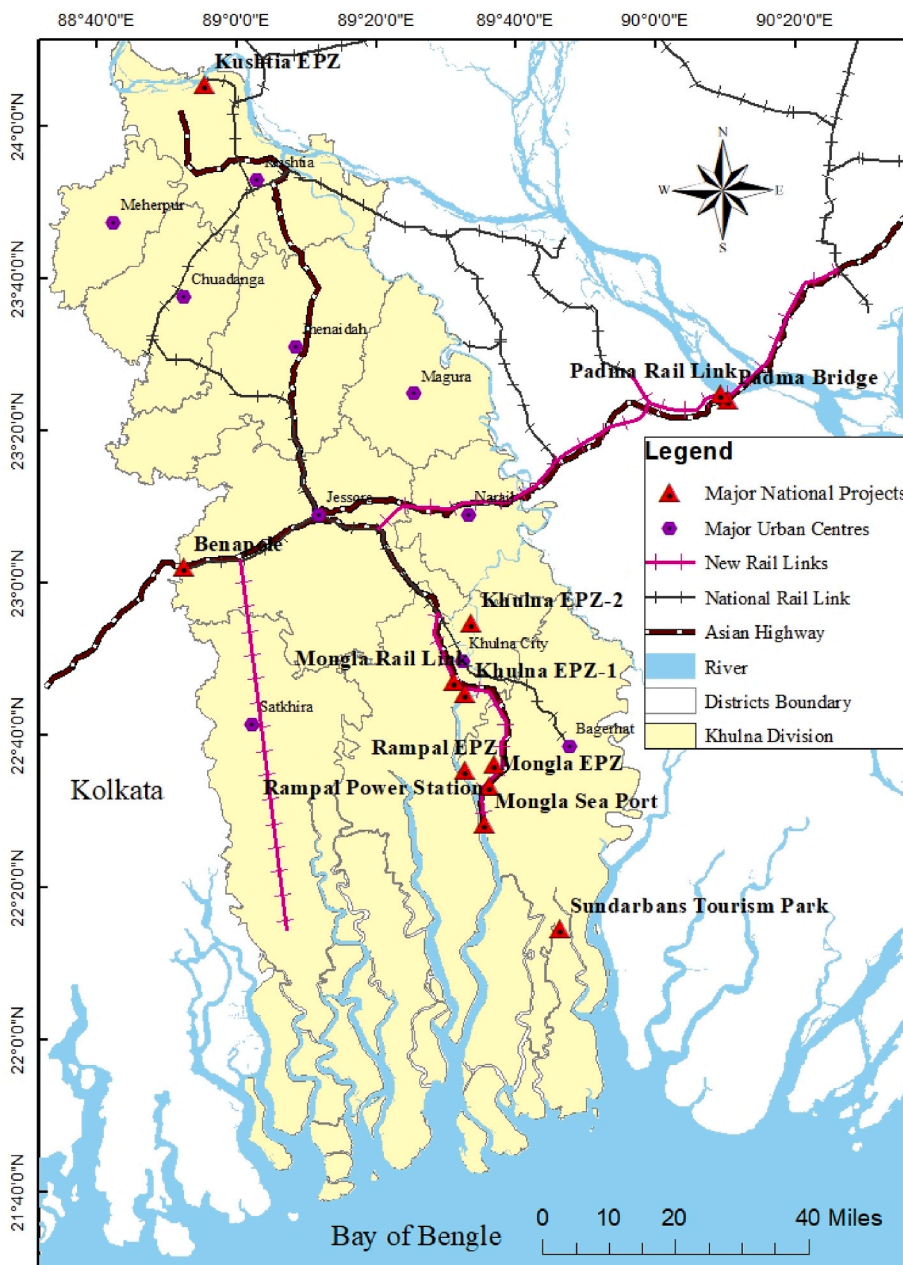 88°40'0"E 89°0'0"E 89°20'0"E 89°40'0"E 90°0'0"E 90°20'0"E
Kushtia EPZ
24°0'0"N
N
W E
S
Kushtia
Meherpur
23°40'0"N
Chuadanga
Jhenaidah
Magura
Padma Rail Link
Padma Bridge
23°20'0"N
Legend
Major National Projects
Major Urban Centres
New Rail Links
National Rail Link
Asian Highway
River
Districts Boundary
Khulna Division
Jessore
Narail
Benapole
23°0'0"N
Khulna EPZ-2
Khulna City
Mongla Rail Link
Khulna EPZ-1
Satkhira
Bagerhat
22°40'0"N
Rampal EPZ
Mongla EPZ
Rampal Power Station
Kolkata
Mongla Sea Port
22°20'0"N
Sundarbans Tourism Park
22°0'0"N
21°40'0"N
Bay of Bengle
0 10 20 40 Miles